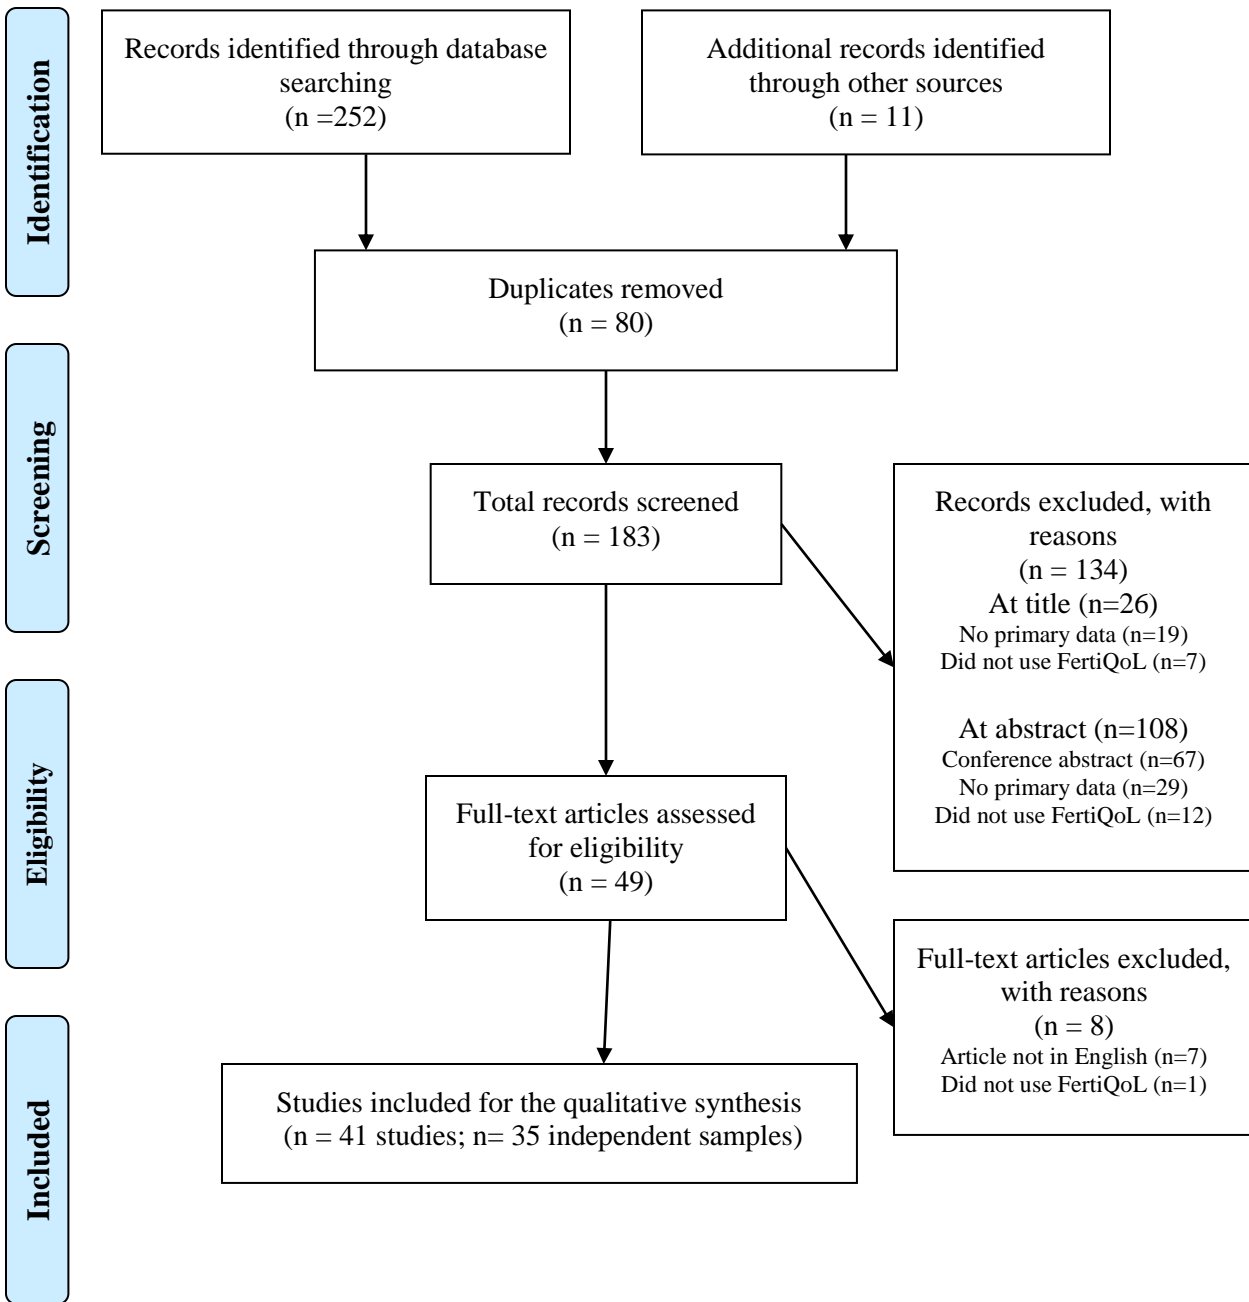 Identification
Records identified through database
searching
(n =252)
Additional records identified
through other sources
(n = 11)
Duplicates removed
(n = 80)
Screening
Total records screened
(n = 183)
Records excluded, with
reasons
(n = 134)
At title (n=26)
No primary data (n=19)
Did not use FertiQoL (n=7)
At abstract (n=108)
Conference abstract (n=67)
No primary data (n=29)
Did not use FertiQoL (n=12)
Eligibility
Full-text articles assessed
for eligibility
(n = 49)
Full-text articles excluded,
with reasons
(n = 8)
Article not in English (n=7)
Did not use FertiQoL (n=1)
Included
Studies included for the qualitative synthesis
(n = 41 studies; n= 35 independent samples)